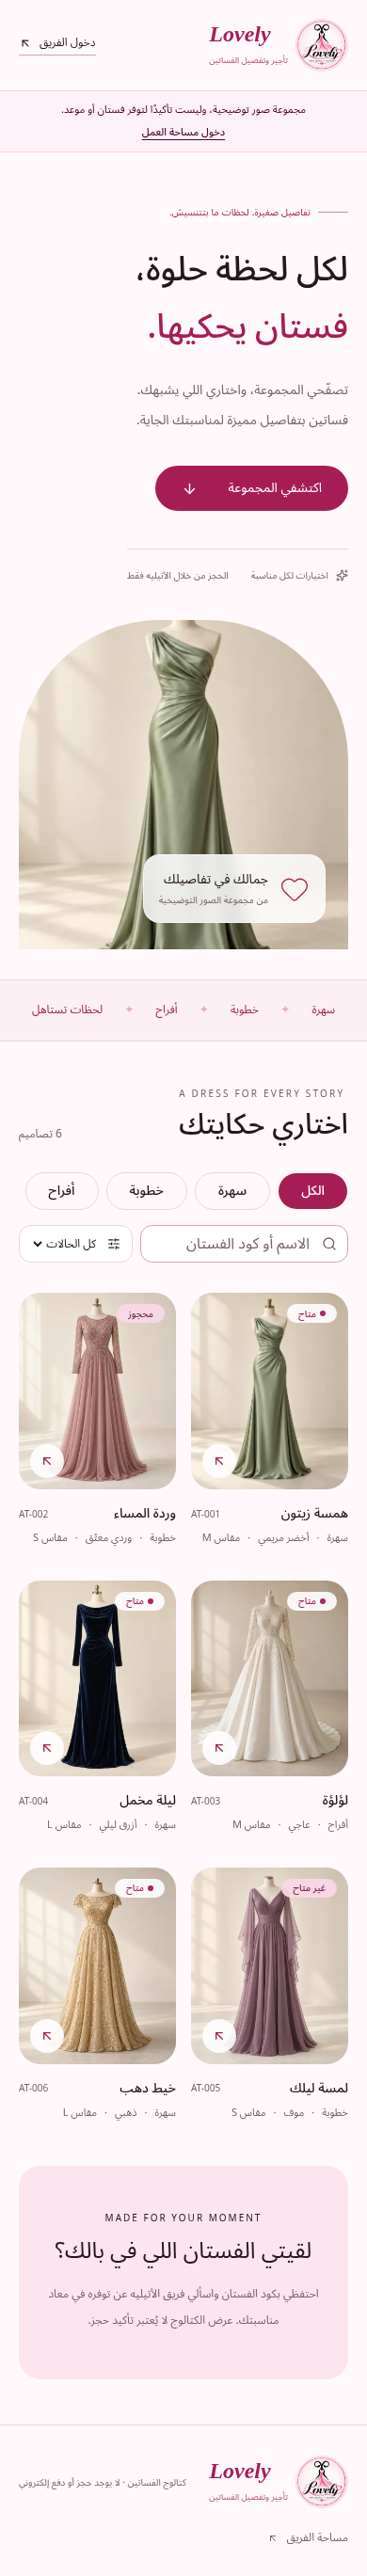 Lovely
Lovely
تأجير وتفصيل الفساتين
دخول الفريق
مجموعة صور توضيحية، وليست تأكيدًا لتوفر فستان أو موعد.
دخول مساحة العمل
تفاصيل صغيرة. لحظات ما بتتنسيش.
لكل لحظة حلوة،
فستان يحكيها.
تصفّحي المجموعة، واختاري اللي يشبهك.
فساتين بتفاصيل مميزة لمناسبتك الجاية.
اكتشفي المجموعة
اختيارات لكل مناسبة
الحجز من خلال الأتيليه فقط
جمالك في تفاصيلك
من مجموعة الصور التوضيحية
سهرة
خطوبة
أفراح
لحظات تستاهل
A DRESS FOR EVERY STORY
اختاري حكايتك
6 تصاميم
الكل
سهرة
خطوبة
أفراح
الاسم أو كود الفستان
كل الحالات
متاح
محجوز
همسة زيتون
AT-001
سهرة · أخضر مريمي · مقاس M
وردة المساء
AT-002
خطوبة · وردي معتّق · مقاس S
متاح
متاح
لؤلؤة
AT-003
أفراح · عاجي · مقاس M
ليلة مخمل
AT-004
سهرة · أزرق ليلي · مقاس L
غير متاح
متاح
لمسة ليلك
AT-005
خطوبة · موف · مقاس S
خيط دهب
AT-006
سهرة · ذهبي · مقاس L
MADE FOR YOUR MOMENT
لقيتي الفستان اللي في بالك؟
احتفظي بكود الفستان واسألي فريق الأتيليه عن توفره في معاد
مناسبتك. عرض الكتالوج لا يُعتبر تأكيد حجز.
Lovely
Lovely
تأجير وتفصيل الفساتين
كتالوج الفساتين · لا يوجد حجز أو دفع إلكتروني
مساحة الفريق